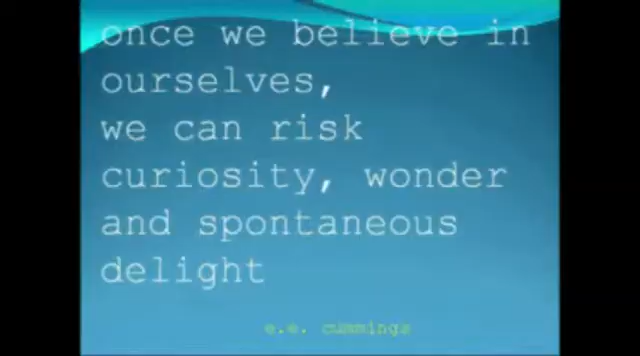 once we believe in
ourselves,
we can risk
curiosity, wonder
and spontaneous
delight
e.e. cummings